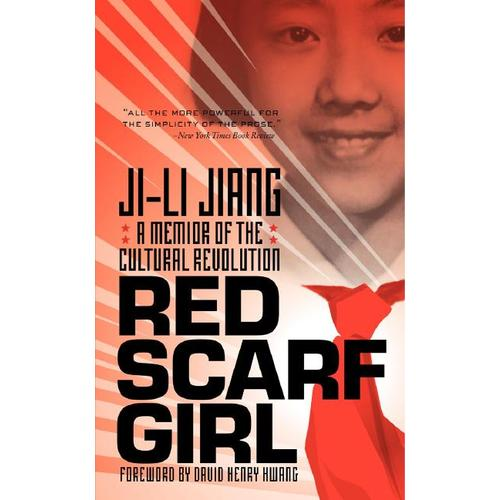 "ALL THE MORE POWERFUL FOR
THE SIMPLICITY OF THE PROSE."
–New York Times Book Review
JI-LI JIANG
A MEMIOR OF THE
CULTURAL REVOLUTION
RED
SCARF
GIRL
FOREWORD BY DAVID HENRY HWANG